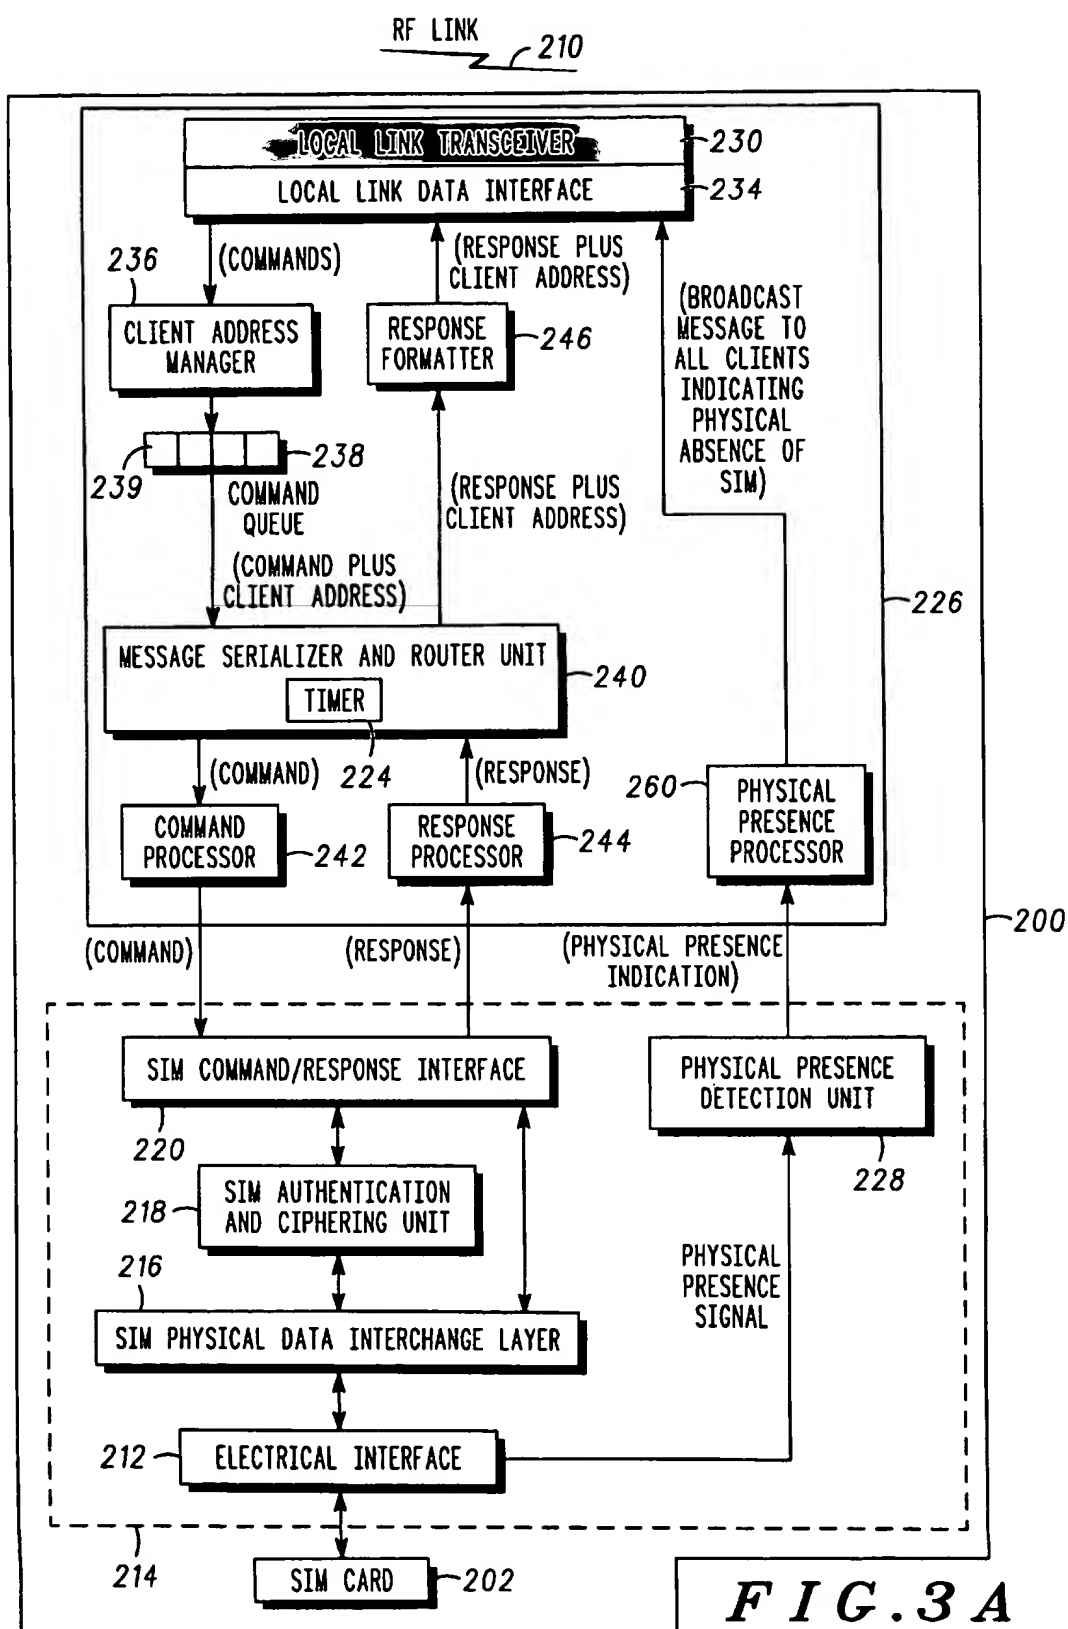 RF LINK
210
LOCAL LINK TRANSCEIVER
230
LOCAL LINK DATA INTERFACE
234
236
(COMMANDS)
(RESPONSE PLUS
CLIENT ADDRESS)
CLIENT ADDRESS
MANAGER
RESPONSE
FORMATTER
246
(BROADCAST
MESSAGE TO
ALL CLIENTS
INDICATING
PHYSICAL
ABSENCE OF
SIM)
239
238
COMMAND
QUEUE
(RESPONSE PLUS
CLIENT ADDRESS)
(COMMAND PLUS
CLIENT ADDRESS)
226
MESSAGE SERIALIZER AND ROUTER UNIT
240
TIMER
224
(COMMAND)
(RESPONSE)
260
PHYSICAL
PRESENCE
PROCESSOR
COMMAND
PROCESSOR
242
RESPONSE
PROCESSOR
244
200
(COMMAND)
(RESPONSE)
(PHYSICAL PRESENCE
INDICATION)
SIM COMMAND/RESPONSE INTERFACE
220
PHYSICAL PRESENCE
DETECTION UNIT
228
218
SIM AUTHENTICATION
AND CIPHERING UNIT
216
SIM PHYSICAL DATA INTERCHANGE LAYER
PHYSICAL
PRESENCE
SIGNAL
212
ELECTRICAL INTERFACE
214
SIM CARD
202
FIG.3A